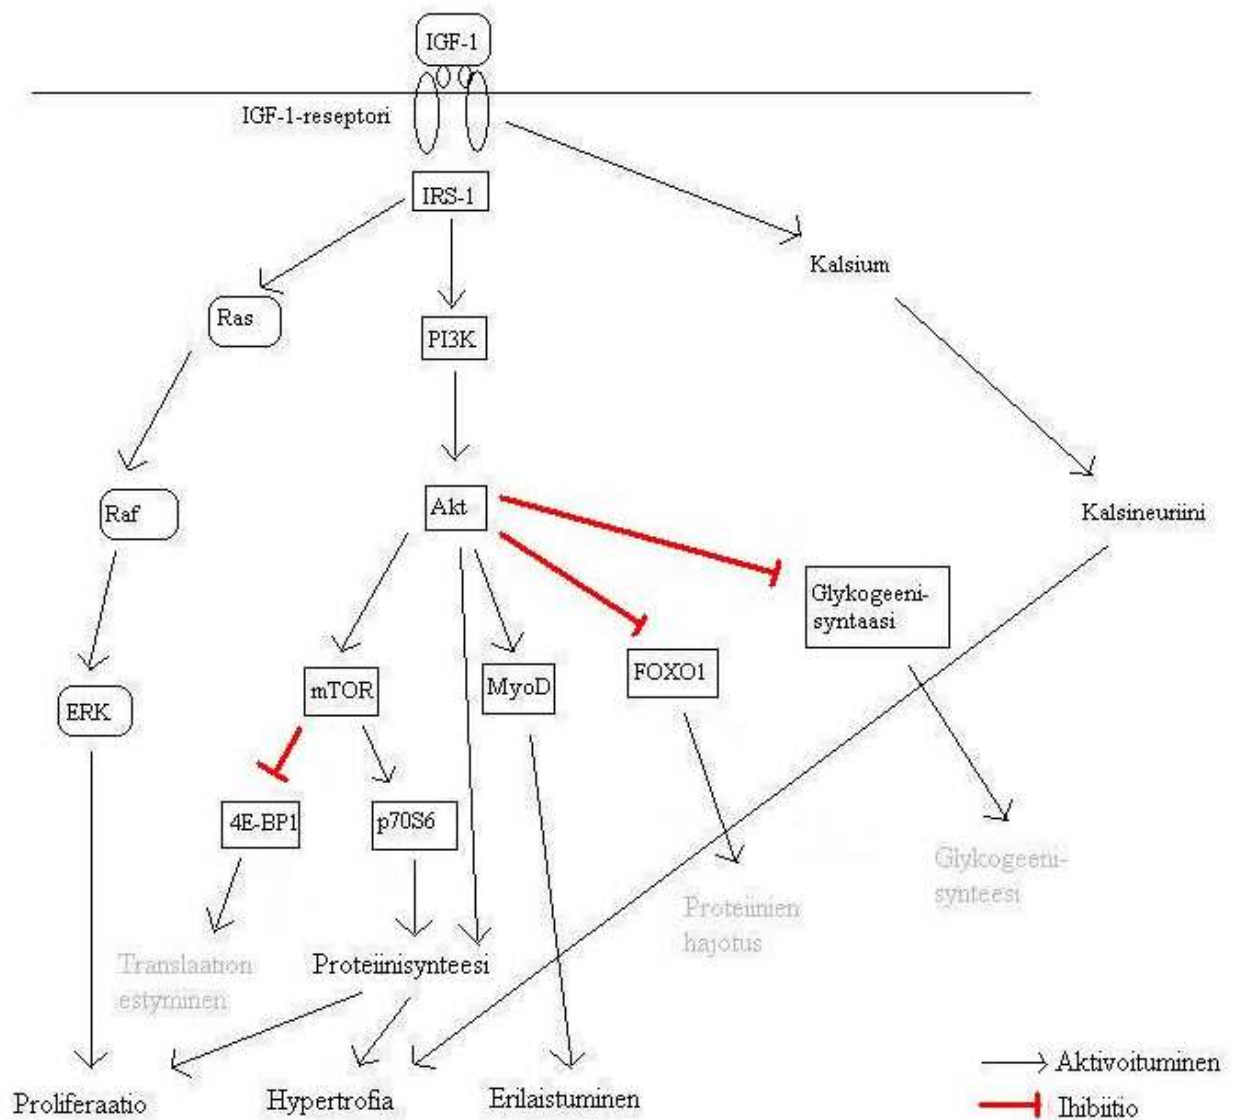 IGF-1
IGF-1-reseptori
IRS-1
Kalsium
Ras
PI3K
Akt
Raf
Kalsineuriini
Glykogeeni-
syntaasi
FOXO1
mTOR
MyoD
ERK
4E-BP1
p70S6
Glykogeeni-
synteesi
Proteiinien
hajotus
Translaation
estyminen
Proteiinisynteesi
Aktivoituminen
Proliferaatio
Hypertrofia
Erilaistuminen
Ihibiitio